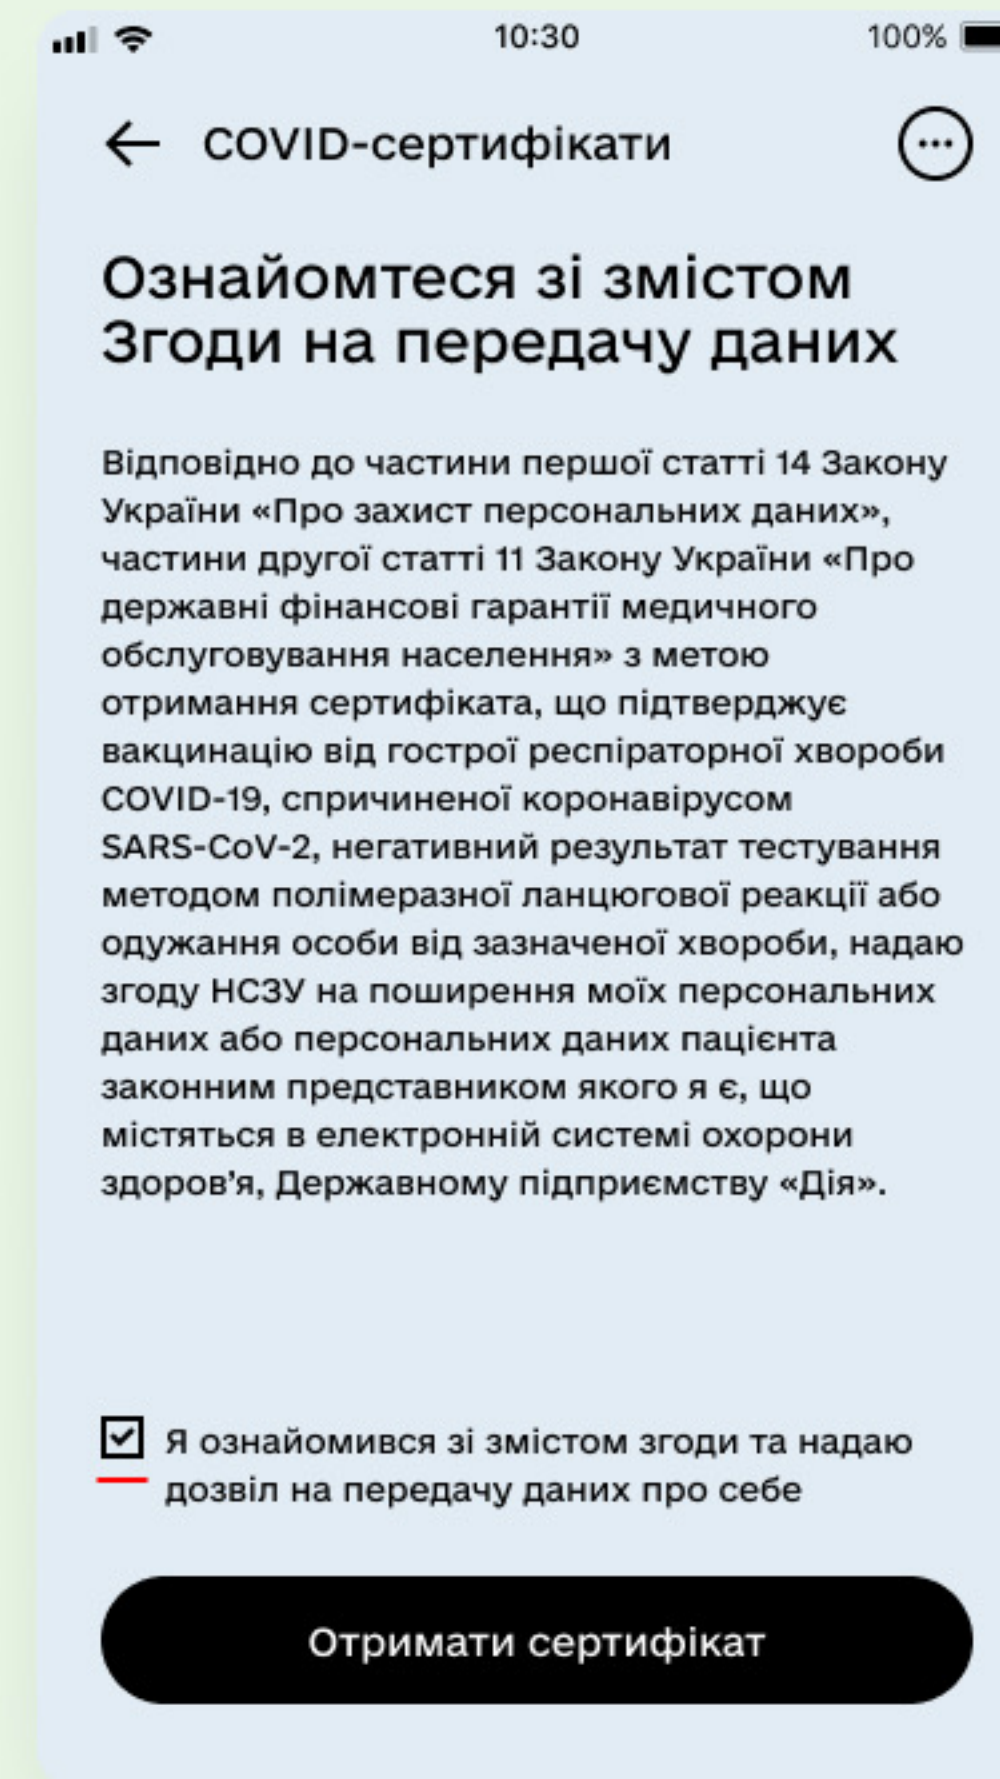 10:30
100%
COVID-сертифікати
Ознайомтеся зі змістом
Згоди на передачу даних
Відповідно до частини першої статті 14 Закону
України «Про захист персональних даних»,
частини другої статті 11 Закону України «Про
державні фінансові гарантії медичного
обслуговування населення» з метою
отримання сертифіката, що підтверджує
вакцинацію від гострої респіраторної хвороби
COVID-19, спричиненої коронавірусом
SARS-CoV-2, негативний результат тестування
методом полімеразної ланцюгової реакції або
одужання особи від зазначеної хвороби, надаю
згоду НСЗУ на поширення моїх персональних
даних або персональних даних пацієнта
законним представником якого я є, що
містяться в електронній системі охорони
здоров’я, Державному підприємству «Дія».
Я ознайомився зі змістом згоди та надаю
дозвіл на передачу даних про себе
Отримати сертифікат